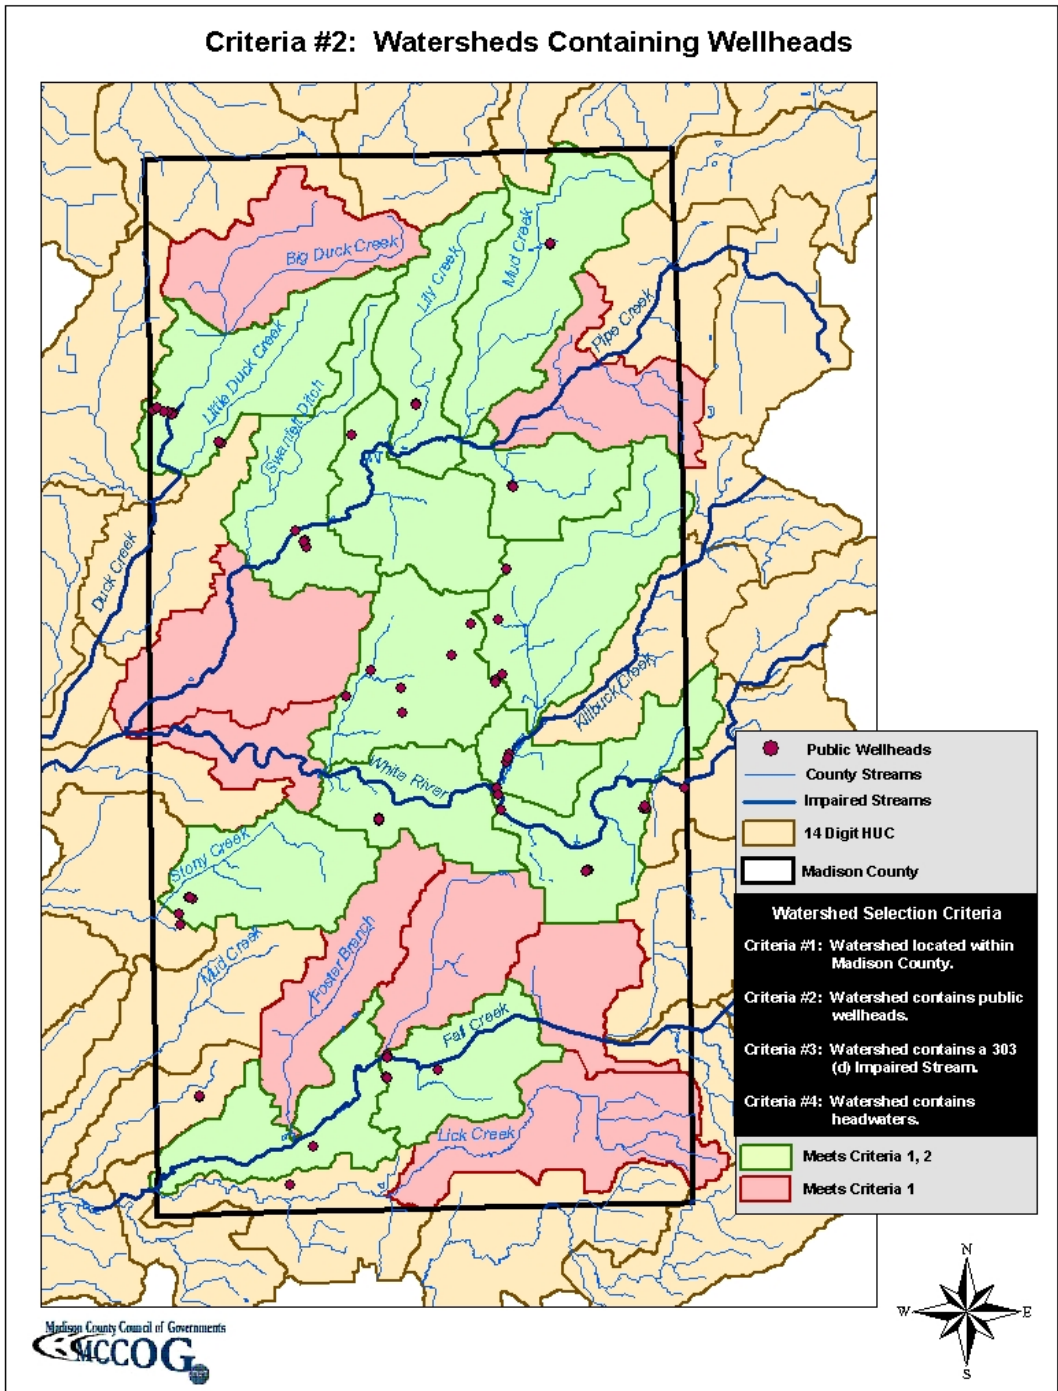 Criteria #2: Watersheds Containing Wellheads
Big Duck Creek
Lily Creek
Mud Creek
Pipe Creek
Little Duck Creek
Swanfelt Ditch
Duck Creek
Killbuck Creek
White River
Stony Creek
Mud Creek
Foster Branch
Fall Creek
Lick Creek
Public Wellheads
County Streams
Impaired Streams
14 Digit HUC
Madison County
Watershed Selection Criteria
Criteria #1: Watershed located within
Madison County.
Criteria #2: Watershed contains public
wellheads.
Criteria #3: Watershed contains a 303
(d) Impaired Stream.
Criteria #4: Watershed contains
headwaters.
Meets Criteria 1, 2
Meets Criteria 1
N
W
E
S
Madison County Council of Governments
MCCOG